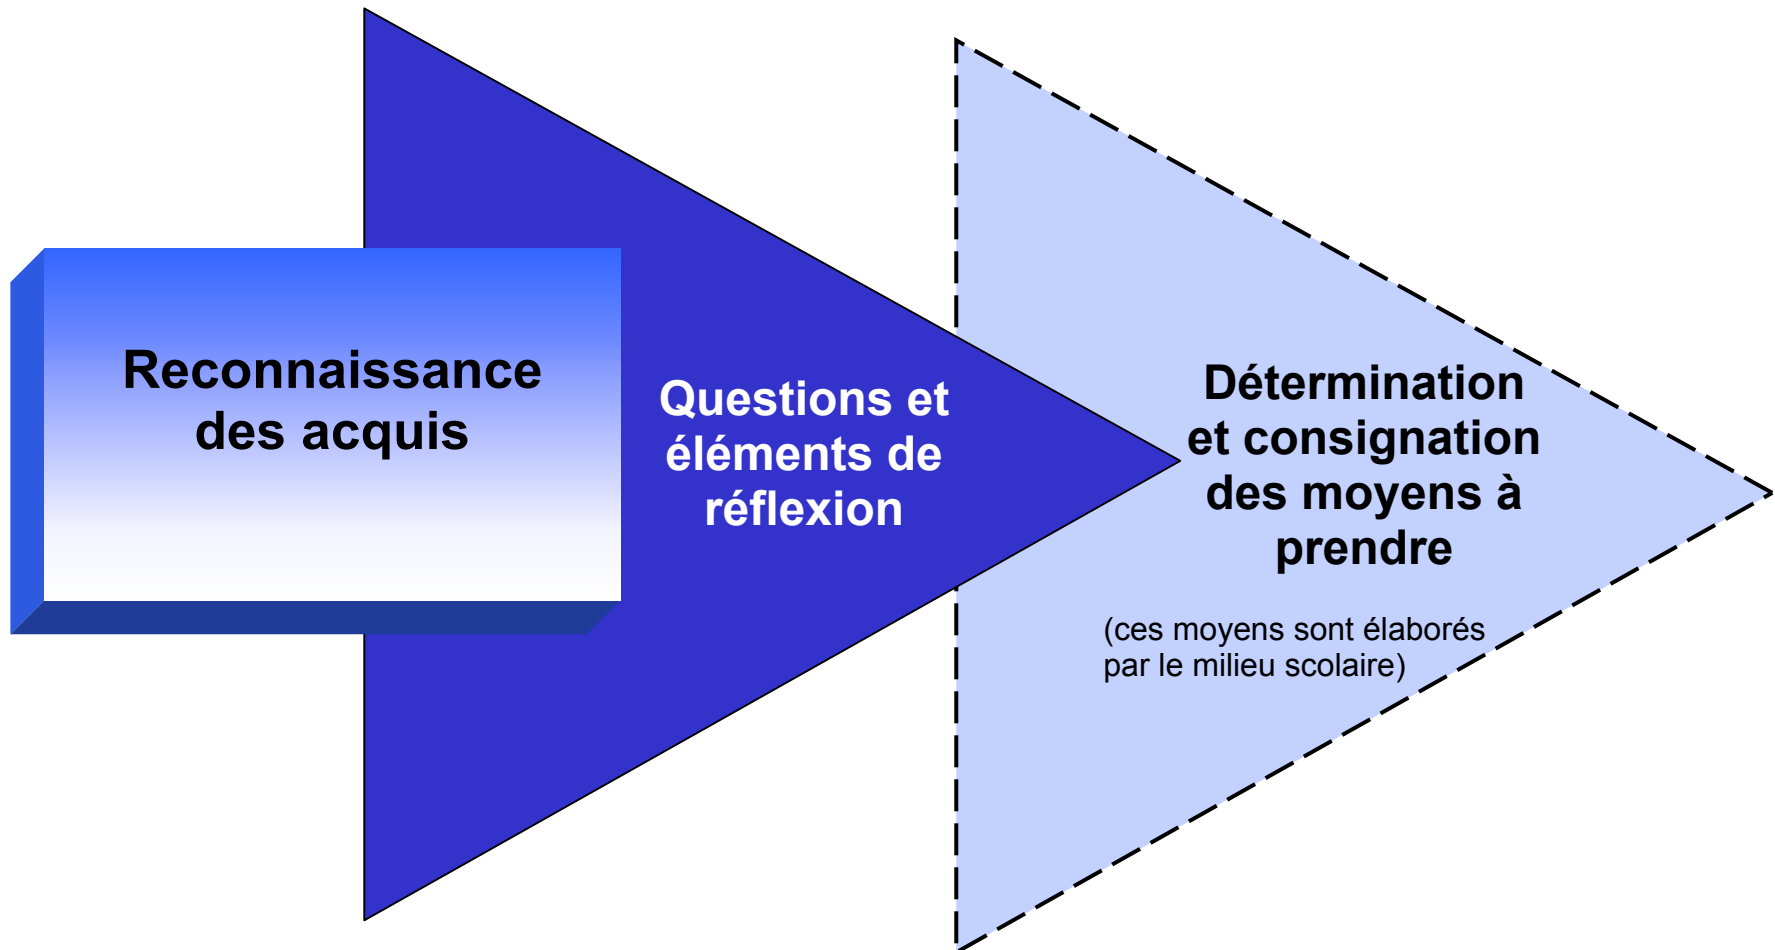 Reconnaissance
des acquis
Questions et
éléments de
réflexion
Détermination
et consignation
des moyens à
prendre
(ces moyens sont élaborés
par le milieu scolaire)